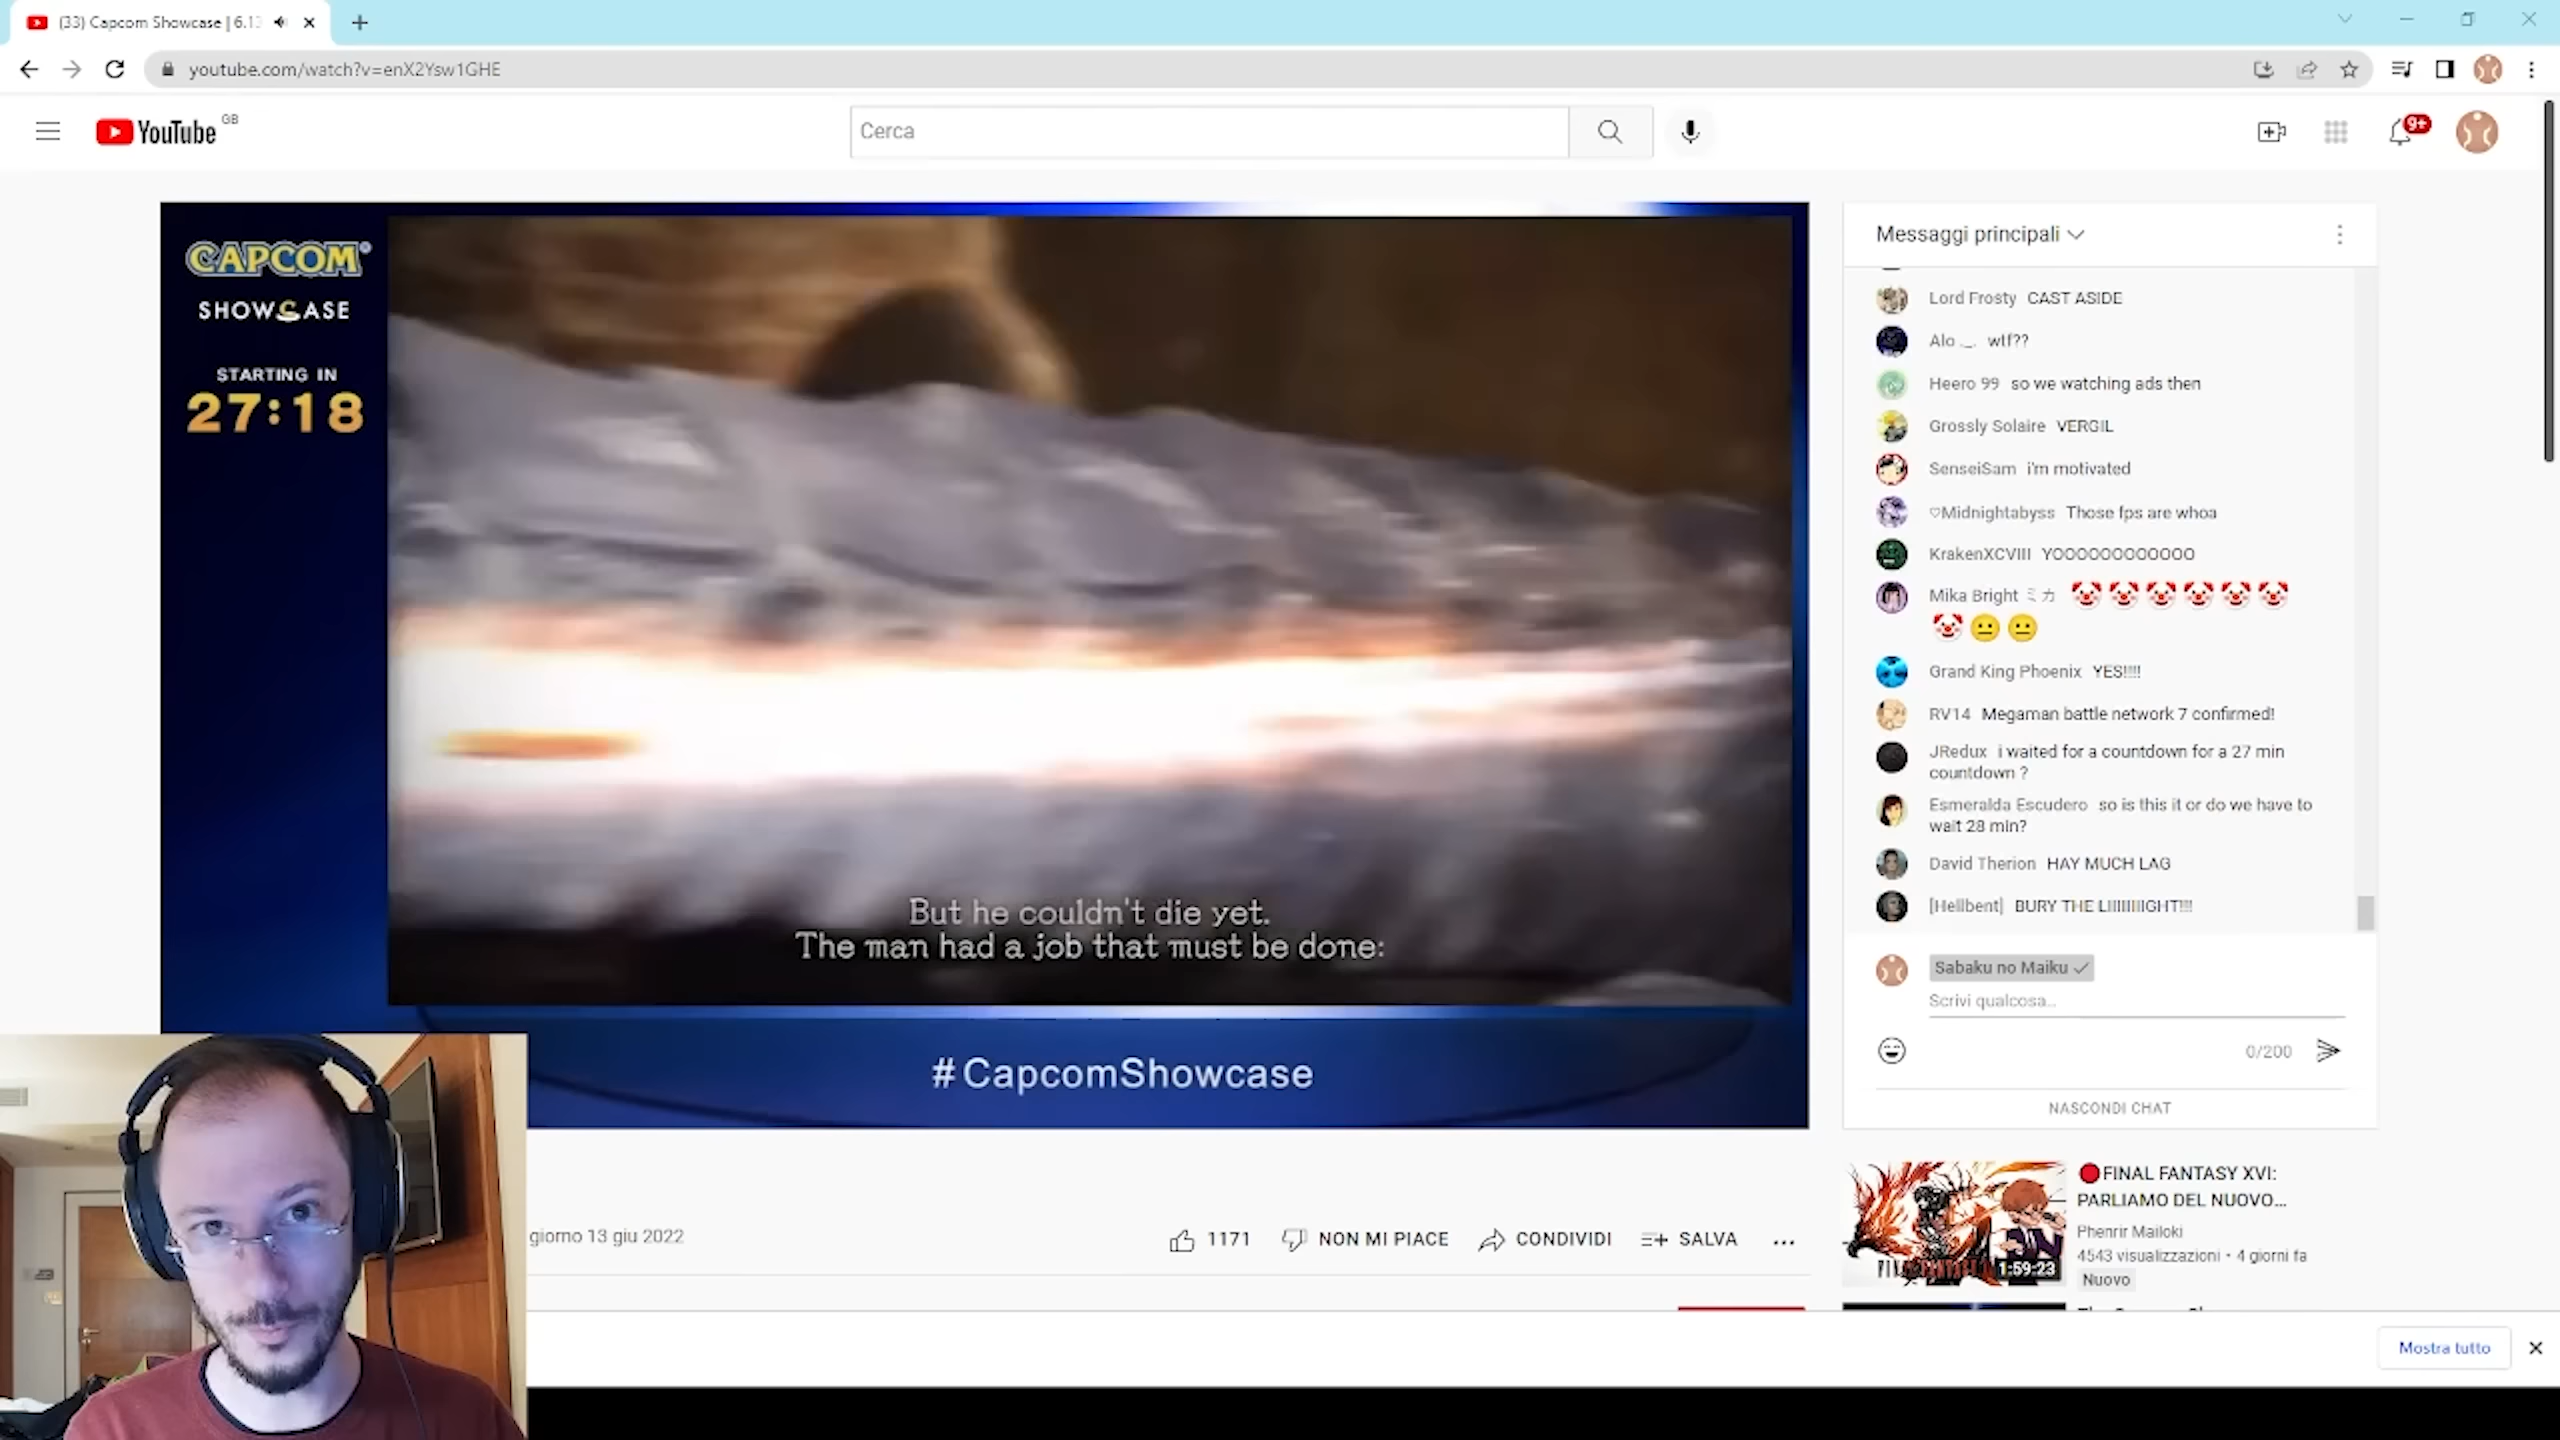 (33) Capcom Showcase | 6.13
youtube.com/watch?v=enX2Ysw1GHE
YouTube GB
Cerca
9+
CAPCOM
SHOWCASE
STARTING IN
27:18
But he couldn't die yet.
The man had a job that must be done:
#CapcomShowcase
Messaggi principali
Lord Frosty CAST ASIDE
Alo ._. wtf??
Heero 99 so we watching ads then
Grossly Solaire VERGIL
SenseiSam i'm motivated
♡Midnightabyss Those fps are whoa
KrakenXCVIII YOOOOOOOOOOOO
Mika Bright ミカ 🤡🤡🤡🤡🤡🤡
🤡😐😐
Grand King Phoenix YES!!!!
RV14 Megaman battle network 7 confirmed!
JRedux i waited for a countdown for a 27 min
countdown ?
Esmeralda Escudero so is this it or do we have to
wait 28 min?
David Therion HAY MUCH LAG
[Hellbent] BURY THE LIIIIIIIIGHT!!!
Sabaku no Maiku
Scrivi qualcosa...
0/200
NASCONDI CHAT
giorno 13 giu 2022
1171
NON MI PIACE
CONDIVIDI
SALVA
FINAL FANTASY XVI:
PARLIAMO DEL NUOVO...
Phenrir Mailoki
4543 visualizzazioni • 4 giorni fa
Nuovo
1:59:23
Mostra tutto